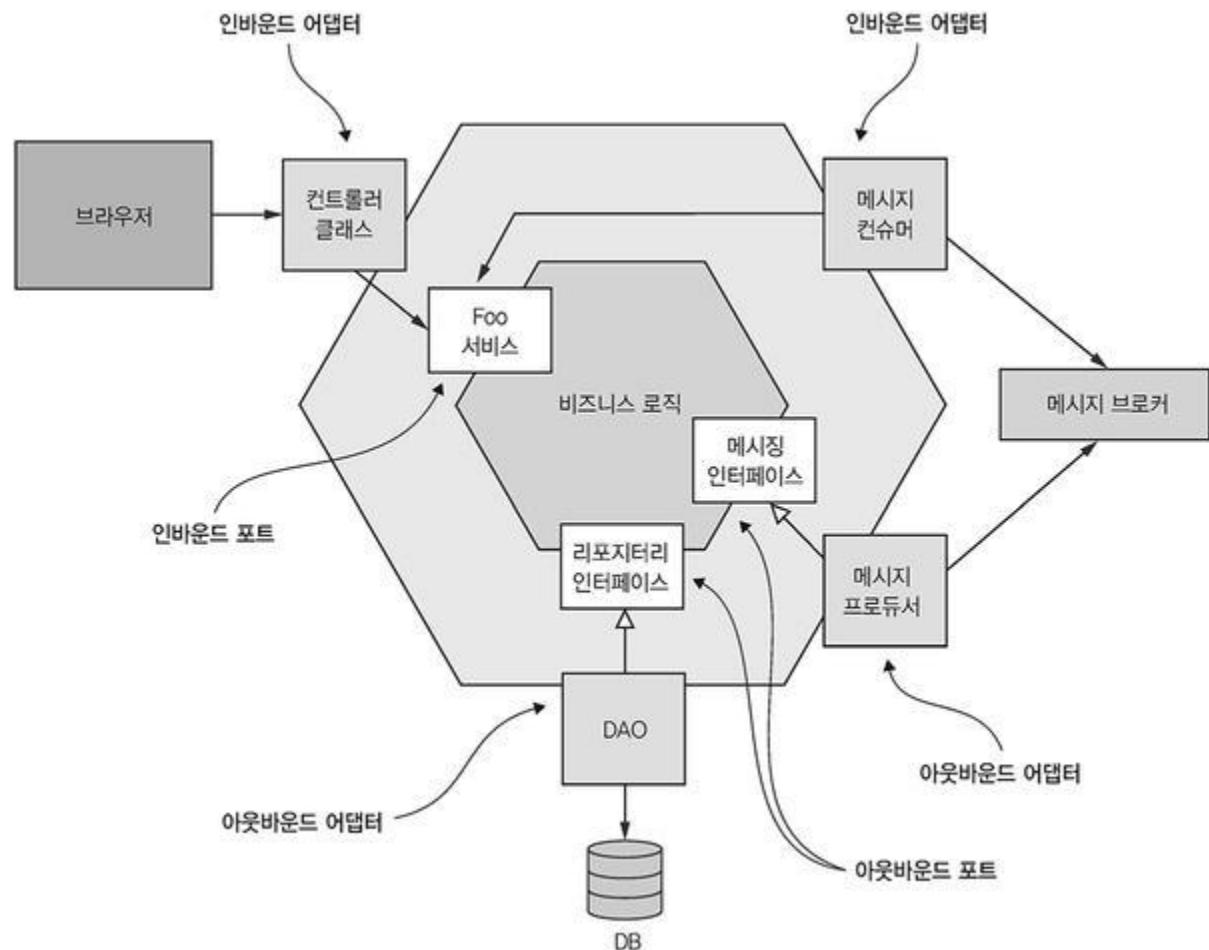 인바운드 어댑터
인바운드 어댑터
브라우저
컨트롤러
클래스
메시지
컨슈머
Foo
서비스
비즈니스 로직
메시지 브로커
메시징
인터페이스
인바운드 포트
리포지터리
인터페이스
메시지
프로듀서
DAO
아웃바운드 어댑터
아웃바운드 어댑터
아웃바운드 포트
DB